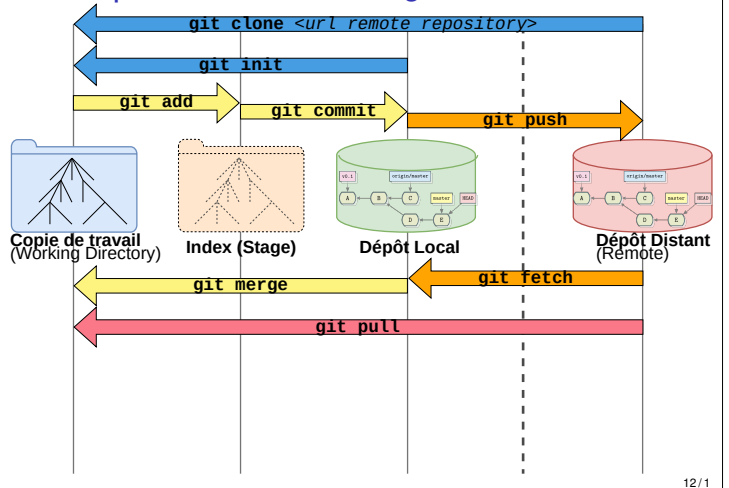 git clone <url remote repository>
git init
git add
git commit
git push
v0.1
origin/master
A
B
C
master
HEAD
D
E
v0.1
origin/master
A
B
C
master
HEAD
D
E
Copie de travail
(Working Directory)
Index (Stage)
Dépôt Local
Dépôt Distant
(Remote)
git merge
git fetch
git pull
12/1